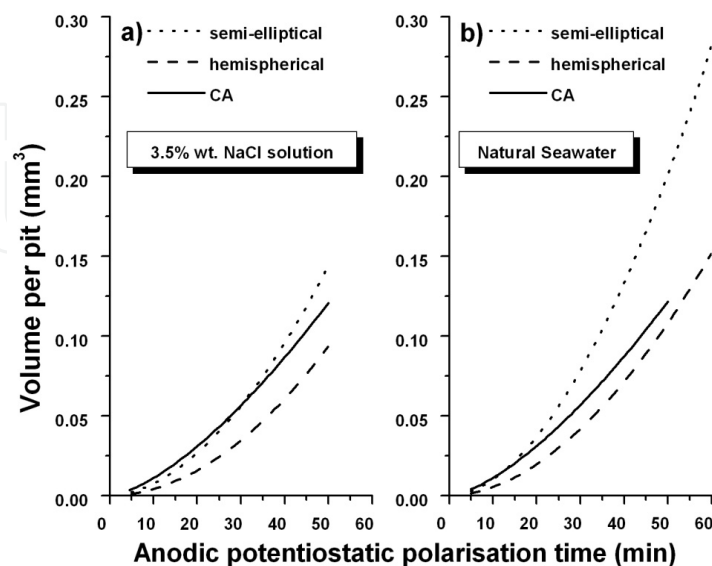 Volume per pit (mm³)
0.30
0.25
0.20
0.15
0.10
0.05
0.00
a)
semi-elliptical
hemispherical
CA
3.5% wt. NaCl solution
0 10 20 30 40 50 60
0.30
0.25
0.20
0.15
0.10
0.05
0.00
b)
semi-elliptical
hemispherical
CA
Natural Seawater
0 10 20 30 40 50 60
Anodic potentiostatic polarisation time (min)